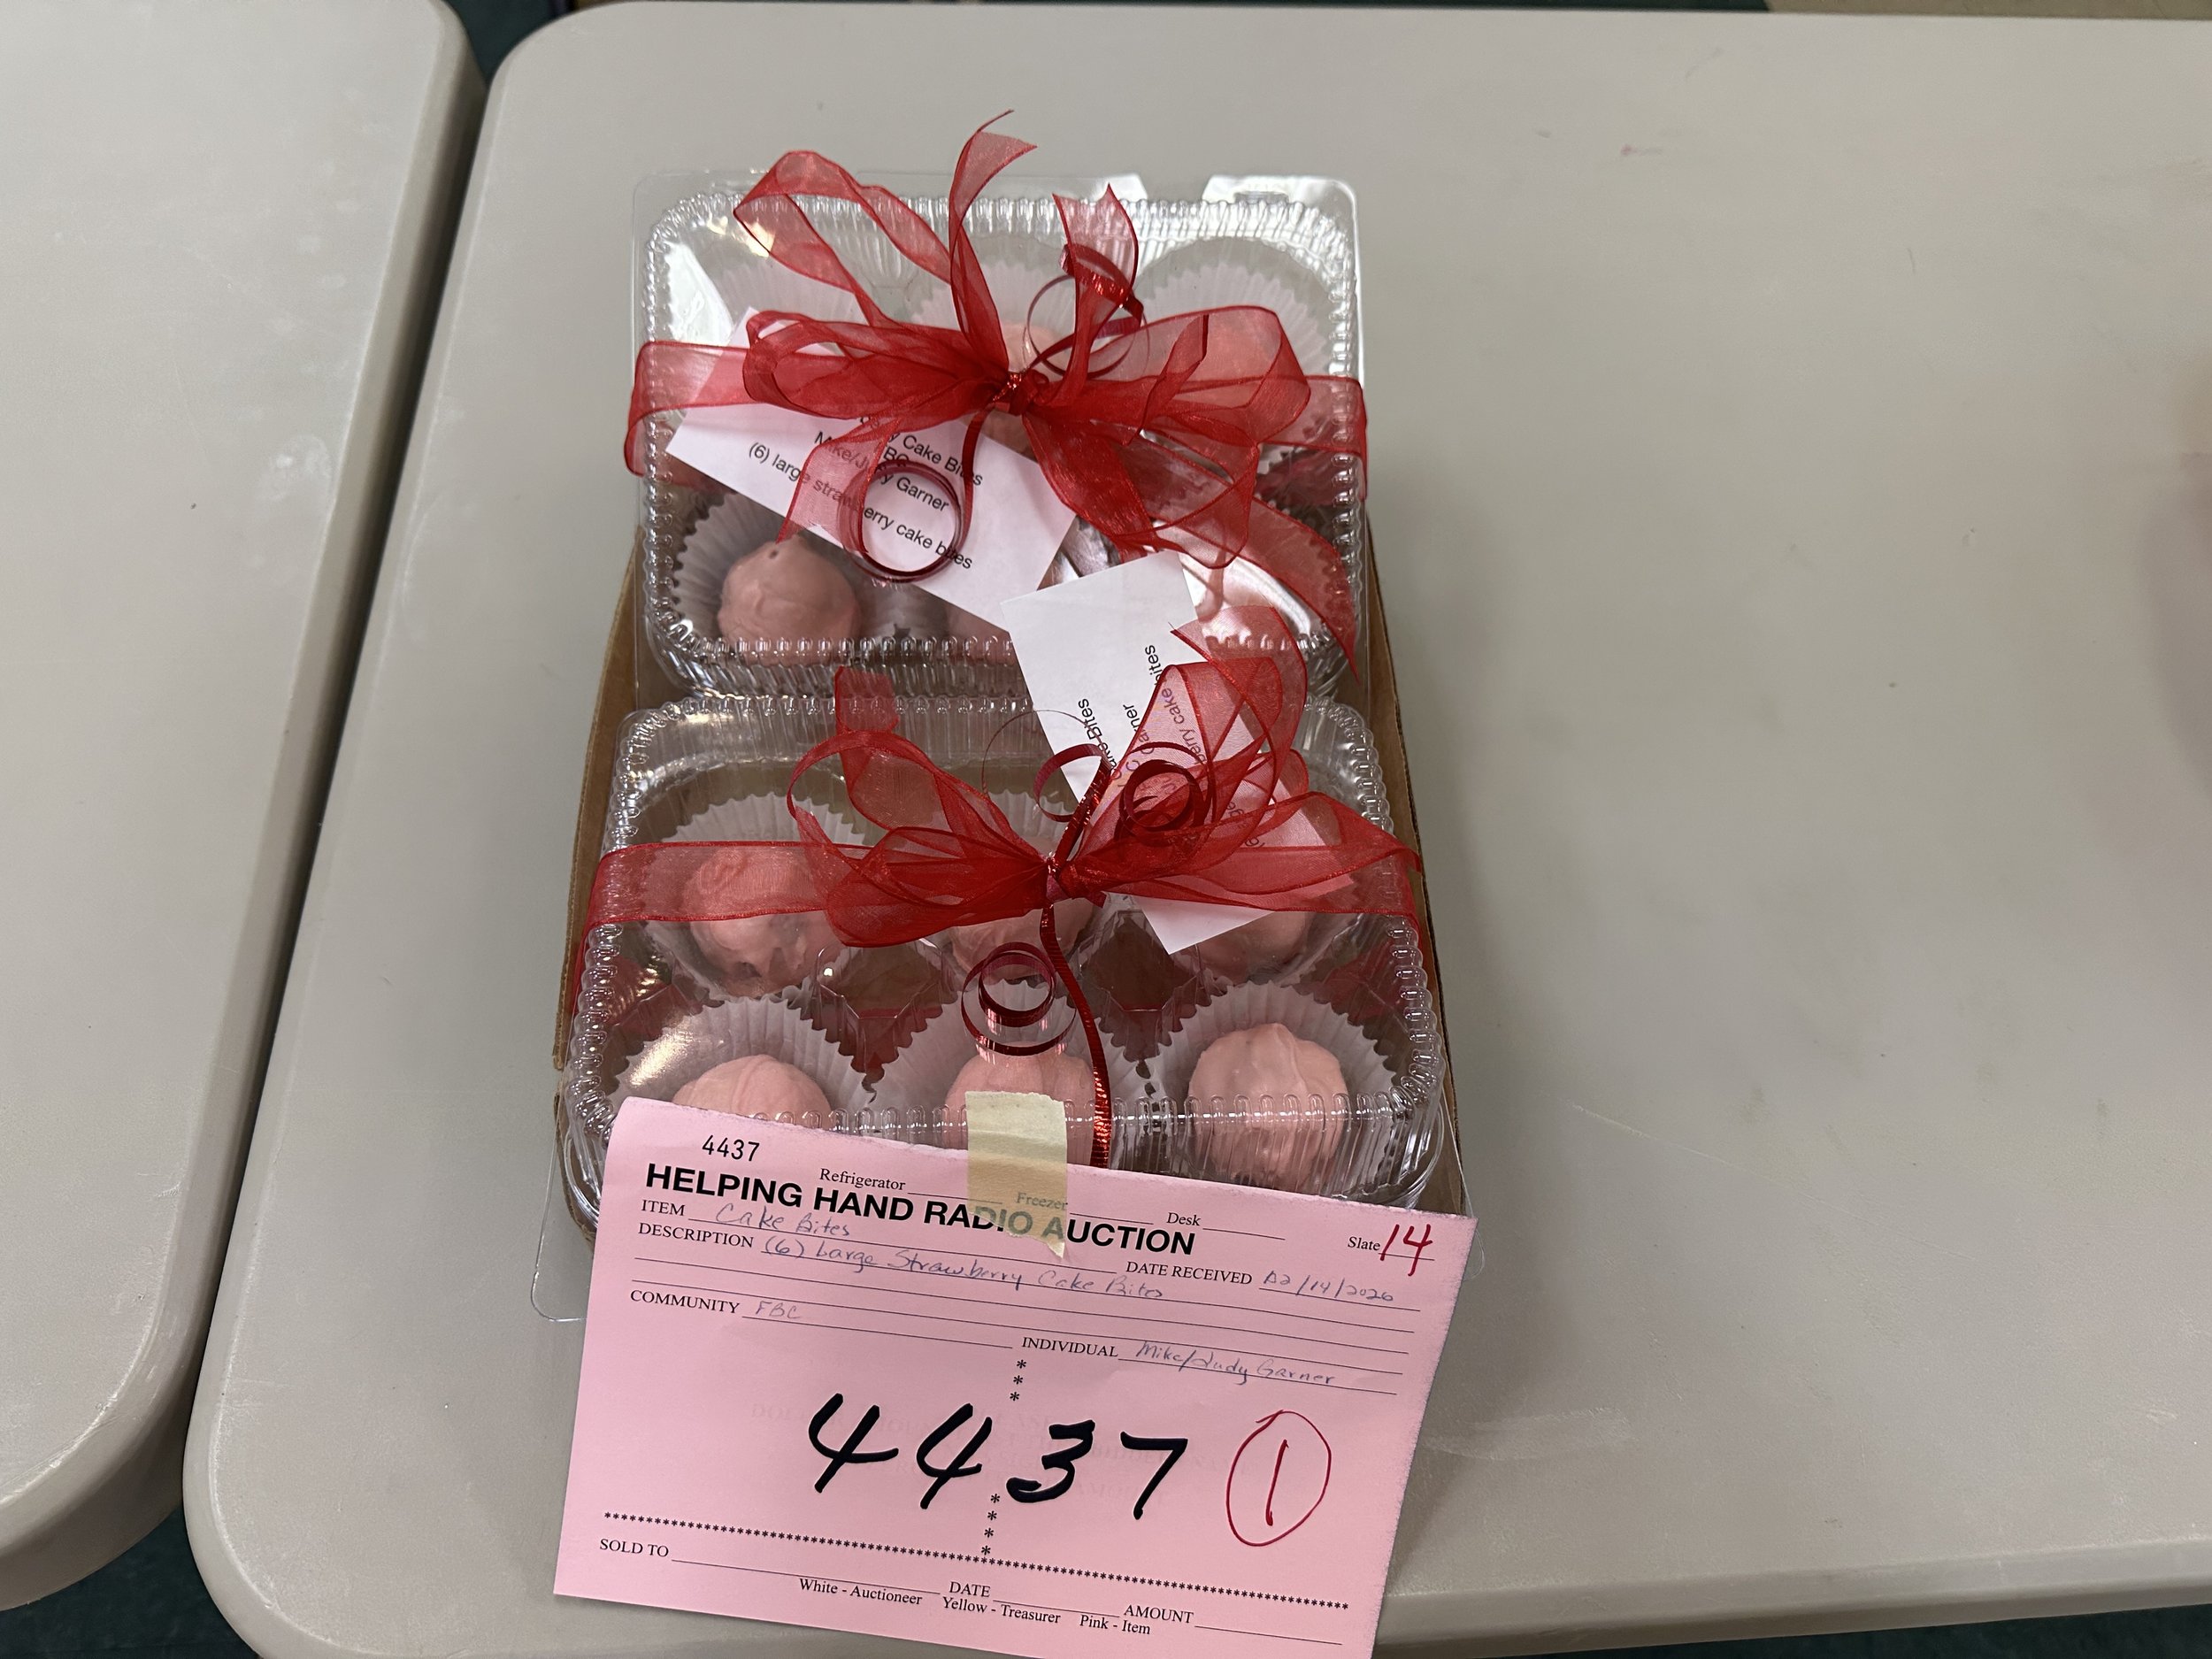 Cake Bites
Mike/Judy Garner
(6) large strawberry cake bites
Cake Bites
4437
Refrigerator Freezer Desk
HELPING HAND RADIO AUCTION
Slate 14
ITEM Cake Bites
DATE RECEIVED 02/14/2026
DESCRIPTION (6) Large Strawberry Cake Bites
COMMUNITY FBC
INDIVIDUAL Mike/Judy Garner
4437 1
SOLD TO DATE AMOUNT
White - Auctioneer Yellow - Treasurer Pink - Item